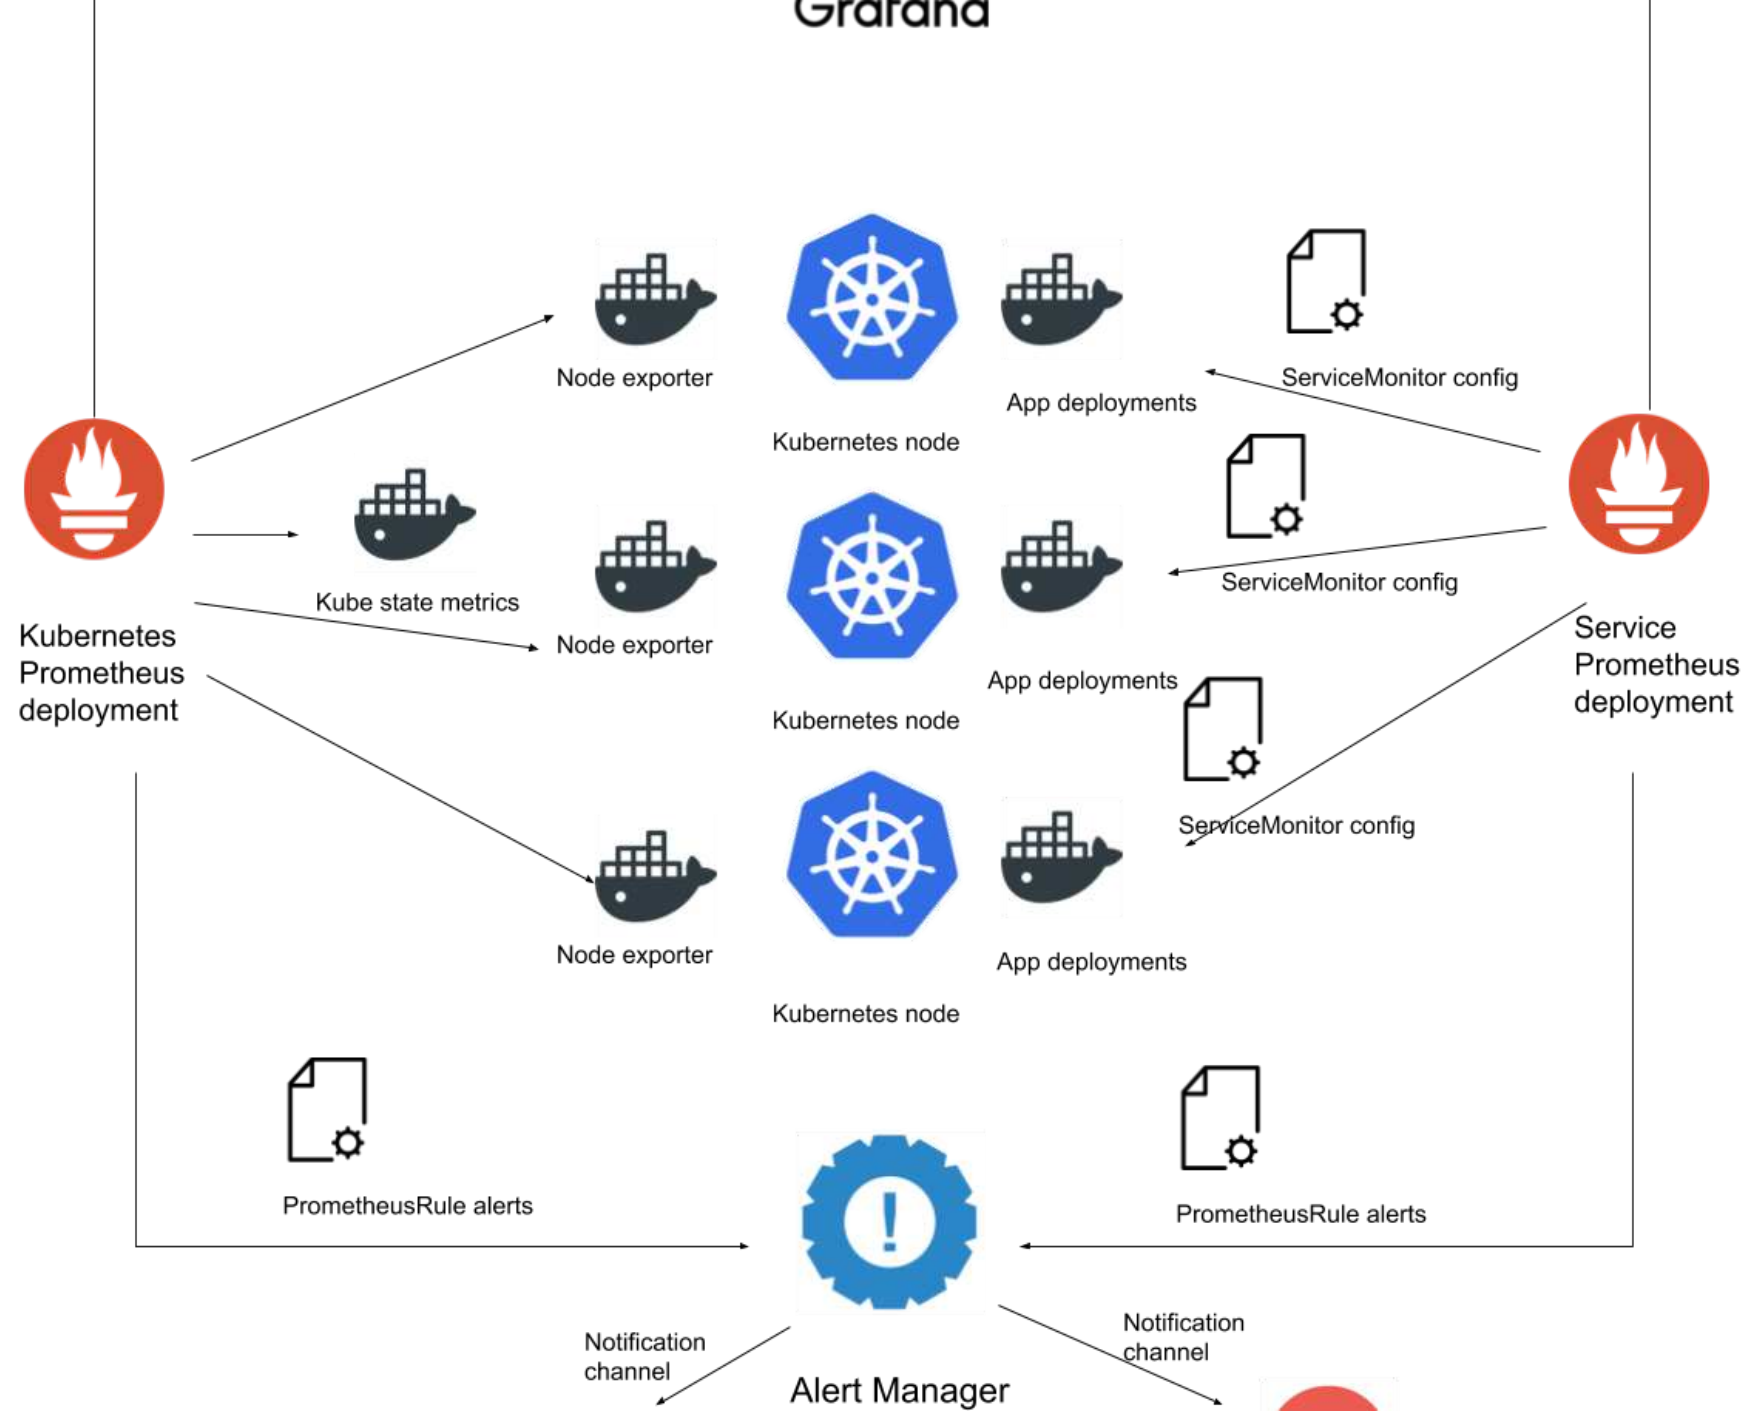 Grafana
Node exporter
ServiceMonitor config
App deployments
Kubernetes node
ServiceMonitor config
Kube state metrics
Node exporter
Kubernetes
Prometheus
deployment
Service
Prometheus
deployment
App deployments
Kubernetes node
ServiceMonitor config
Node exporter
App deployments
Kubernetes node
PrometheusRule alerts
PrometheusRule alerts
Notification
channel
Notification
channel
Alert Manager